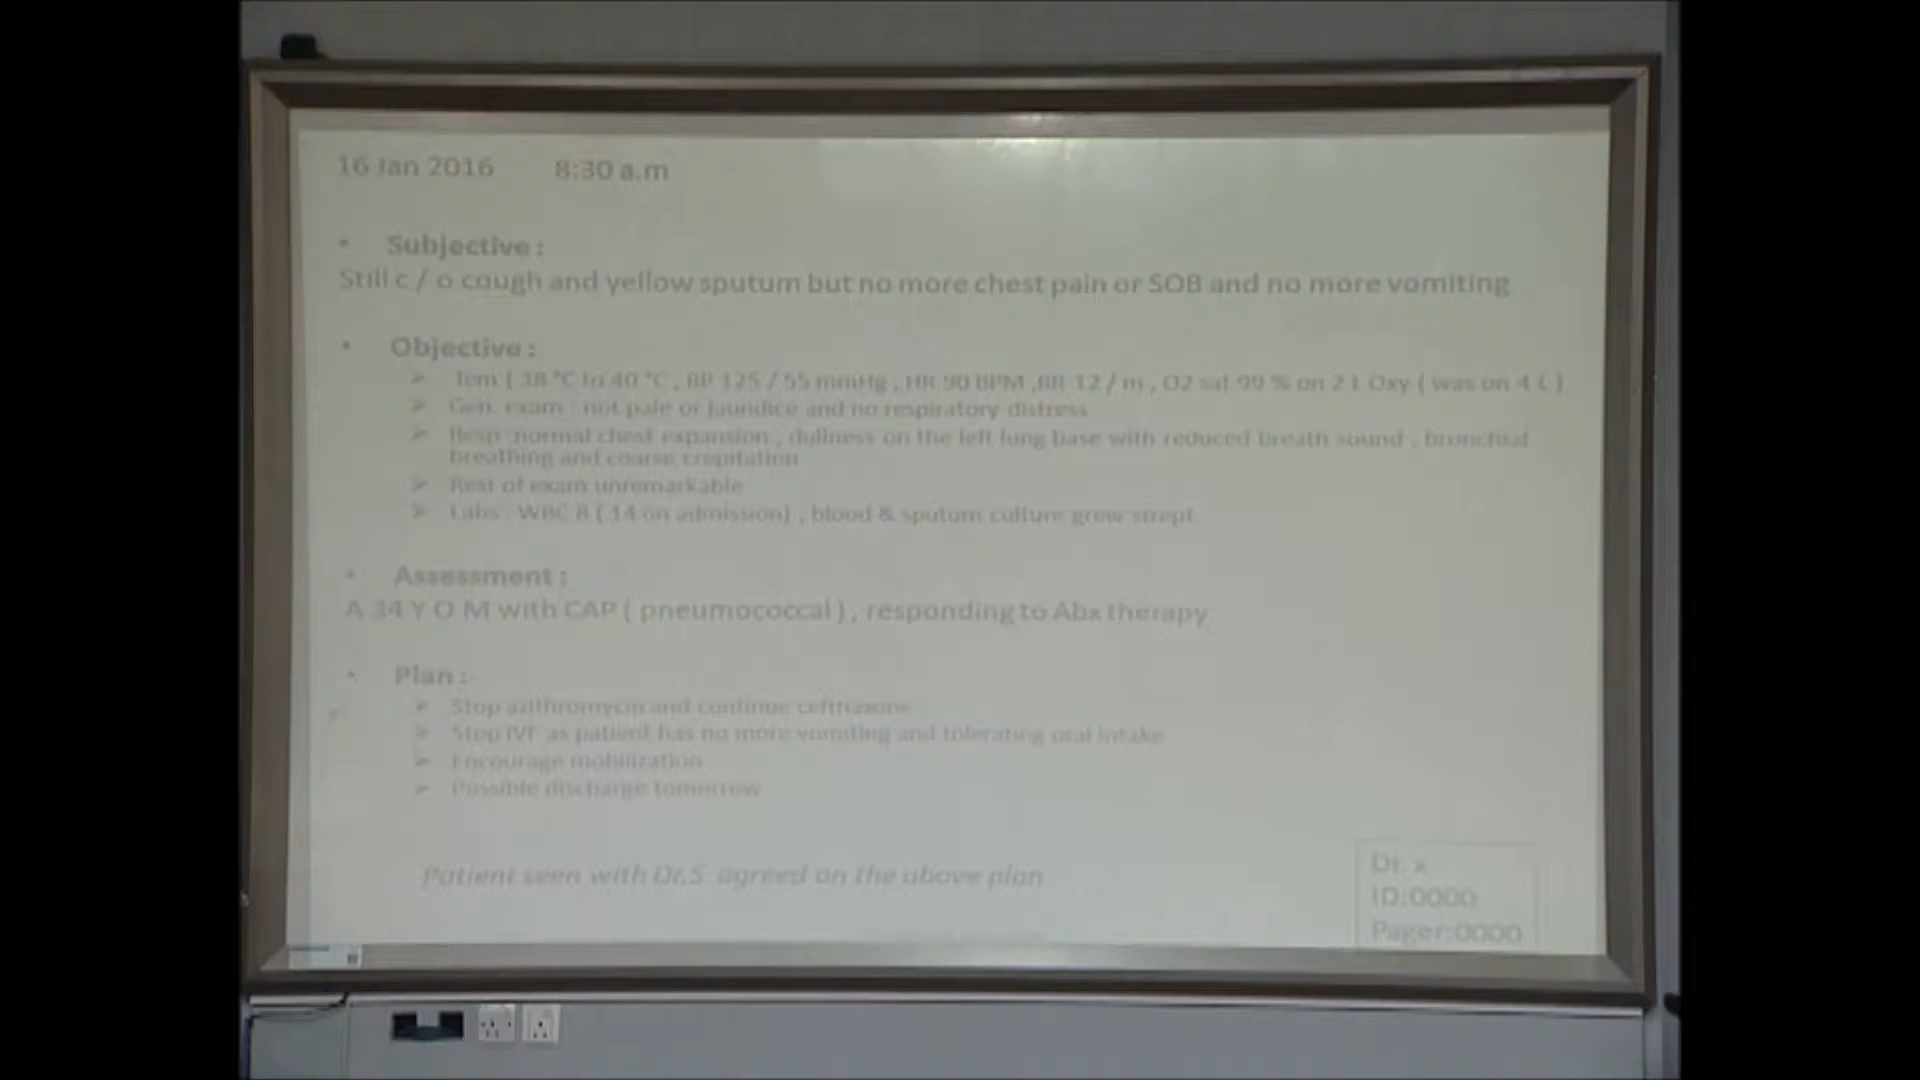 16 Jan 2016 8:30 a.m
• Subjective :
Still c / o cough and yellow sputum but no more chest pain or SOB and no more vomiting
• Objective :
➢ Tem ( 38 °C to 40 °C , BP 125 / 55 mmHg , HR 90 BPM ,RR 12 / m , O2 sat 99 % on 2 L Oxy ( was on 4 L )
➢ Gen. exam : not pale or jaundice and no respiratory distress
➢ Resp :normal chest expansion , dullness on the left lung base with reduced breath sound , bronchial
breathing and coarse crepitation
➢ Rest of exam unremarkable
➢ Labs : WBC 8 ( 14 on admission) , blood & sputum culture grew strept
• Assessment :
A 34 Y O M with CAP ( pneumococcal ) , responding to Abx therapy
• Plan :
➢ Stop azithromycin and continue ceftriaxone
➢ Stop IVF as patient has no more vomiting and tolerating oral intake
➢ Encourage mobilization
➢ Possible discharge tomorrow
Patient seen with Dr.S agreed on the above plan
Dr. x
ID:0000
Pager:0000